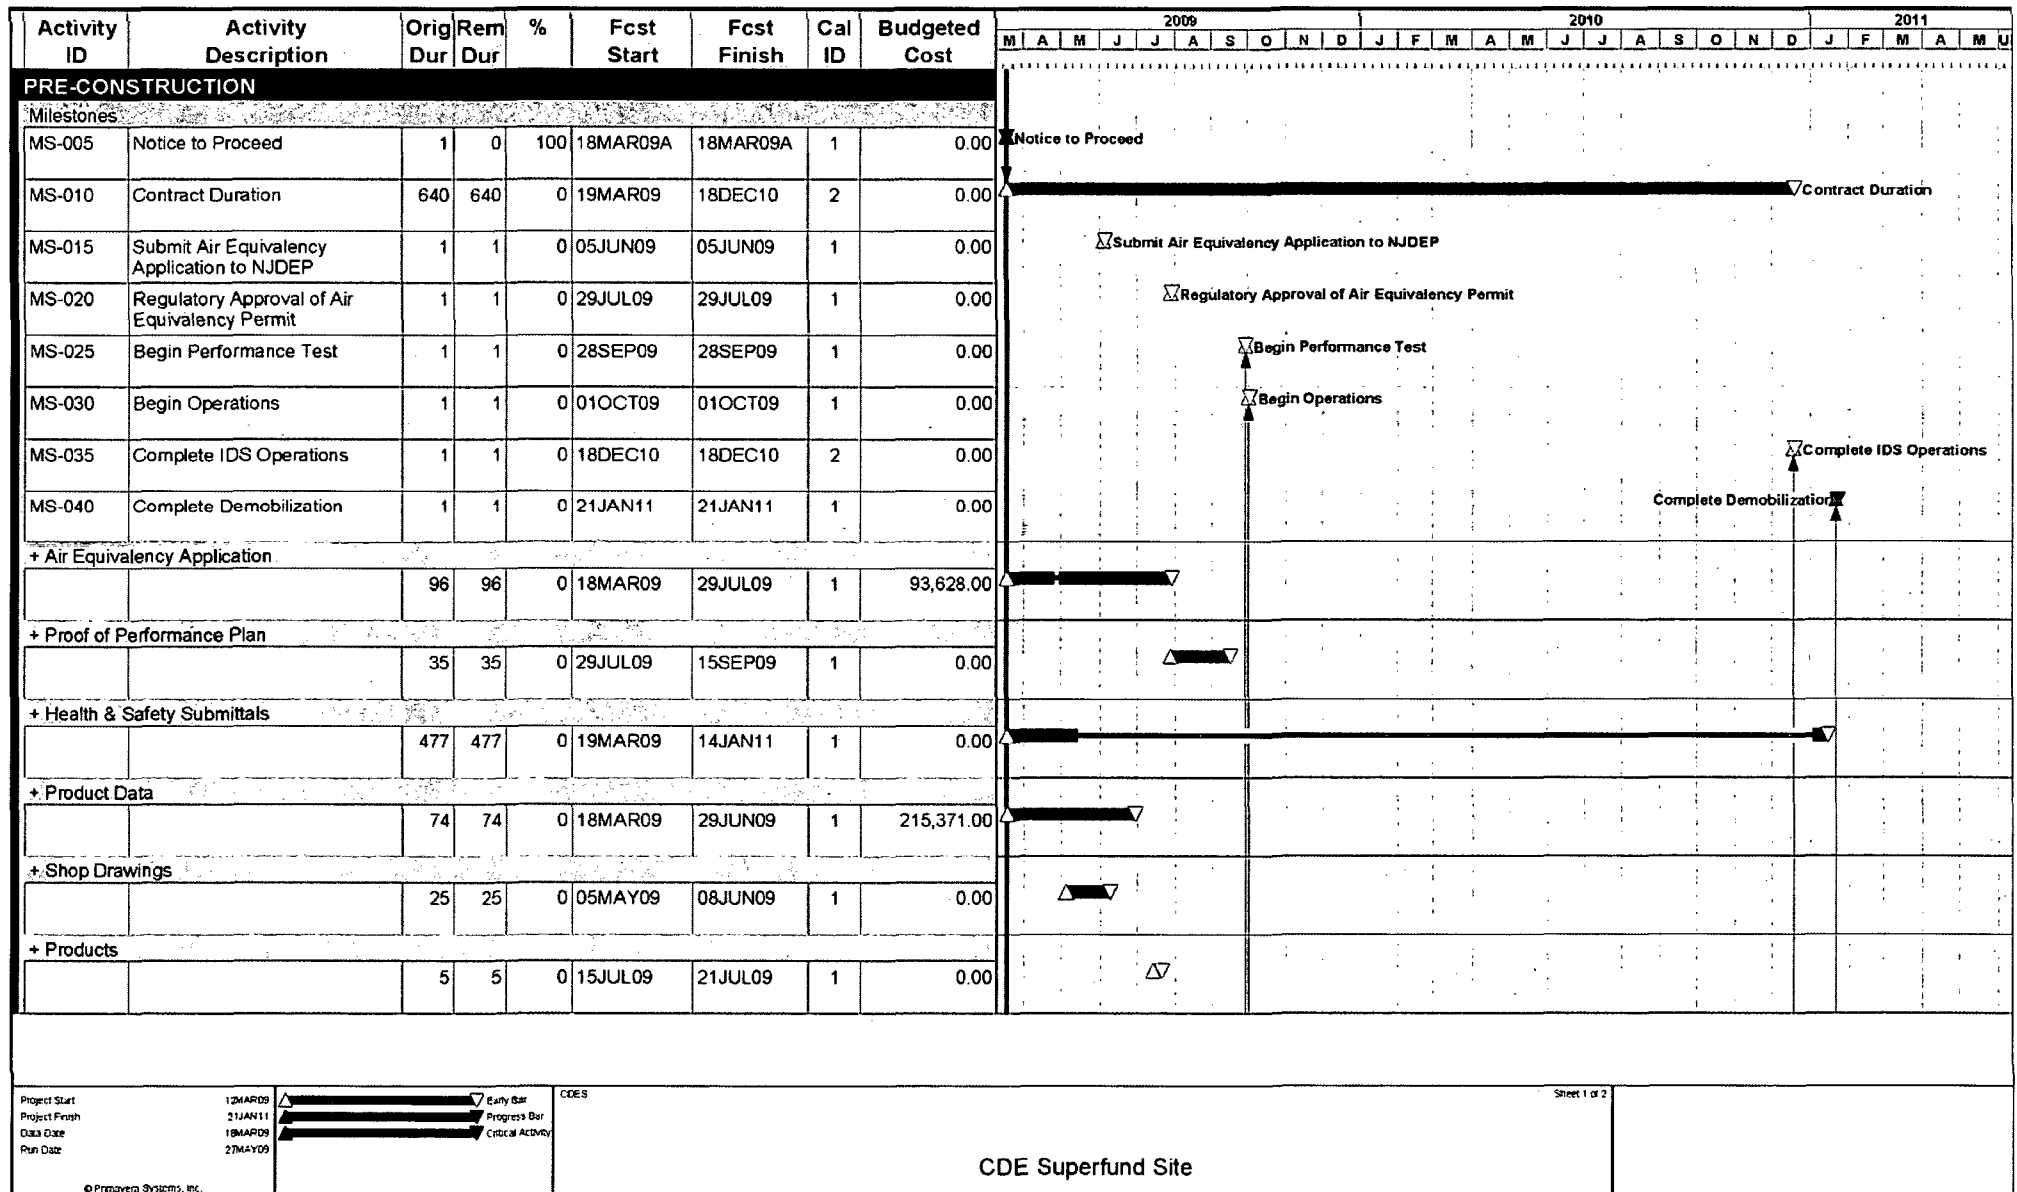 Activity ID Activity Description Orig Dur Rem Dur % Fcst Start Fcst Finish Cal ID Budgeted Cost
2009 2010 2011
M A M J J A S O N D J F M A M J J A S O N D J F M A M U
PRE-CONSTRUCTION
Milestones
MS-005 Notice to Proceed 1 0 100 18MAR09A 18MAR09A 1 0.00 Notice to Proceed
MS-010 Contract Duration 640 640 0 19MAR09 18DEC10 2 0.00 Contract Duration
MS-015 Submit Air Equivalency 1 1 0 05JUN09 05JUN09 1 0.00 Submit Air Equivalency Application to NJDEP
Application to NJDEP
MS-020 Regulatory Approval of Air 1 1 0 29JUL09 29JUL09 1 0.00 Regulatory Approval of Air Equivalency Permit
Equivalency Permit
MS-025 Begin Performance Test 1 1 0 28SEP09 28SEP09 1 0.00 Begin Performance Test
MS-030 Begin Operations 1 1 0 01OCT09 01OCT09 1 0.00 Begin Operations
MS-035 Complete IDS Operations 1 1 0 18DEC10 18DEC10 2 0.00 Complete IDS Operations
MS-040 Complete Demobilization 1 1 0 21JAN11 21JAN11 1 0.00 Complete Demobilization
+ Air Equivalency Application
96 96 0 18MAR09 29JUL09 1 93,628.00
+ Proof of Performance Plan
35 35 0 29JUL09 15SEP09 1 0.00
+ Health & Safety Submittals
477 477 0 19MAR09 14JAN11 1 0.00
+ Product Data
74 74 0 18MAR09 29JUN09 1 215,371.00
+ Shop Drawings
25 25 0 05MAY09 08JUN09 1 0.00
+ Products
5 5 0 15JUL09 21JUL09 1 0.00
Project Start 12MAR09 Early Bar
Project Finish 21JAN11 Progress Bar
Data Date 18MAR09 Critical Activity
Run Date 27MAY09
© Primavera Systems, Inc.
CDES
Sheet 1 of 2
CDE Superfund Site